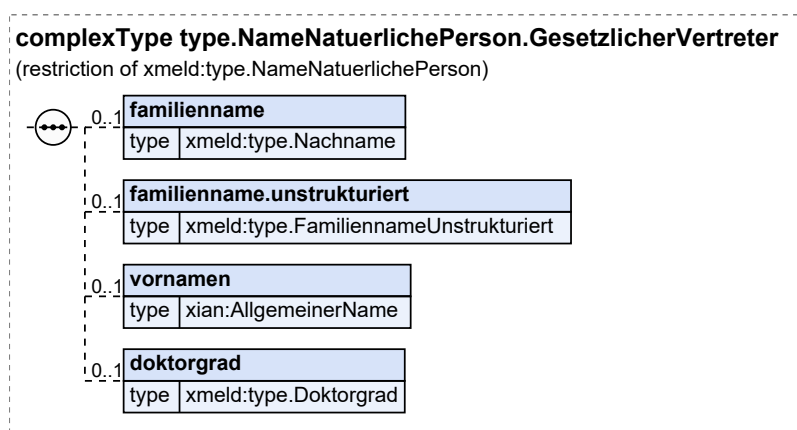 complexType type.NameNatuerlichePerson.GesetzlicherVertreter
(restriction of xmeld:type.NameNatuerlichePerson)
0..1 familienname
type xmeld:type.Nachname
0..1 familienname.unstrukturiert
type xmeld:type.FamiliennameUnstrukturiert
0..1 vornamen
type xian:AllgemeinerName
0..1 doktorgrad
type xmeld:type.Doktorgrad